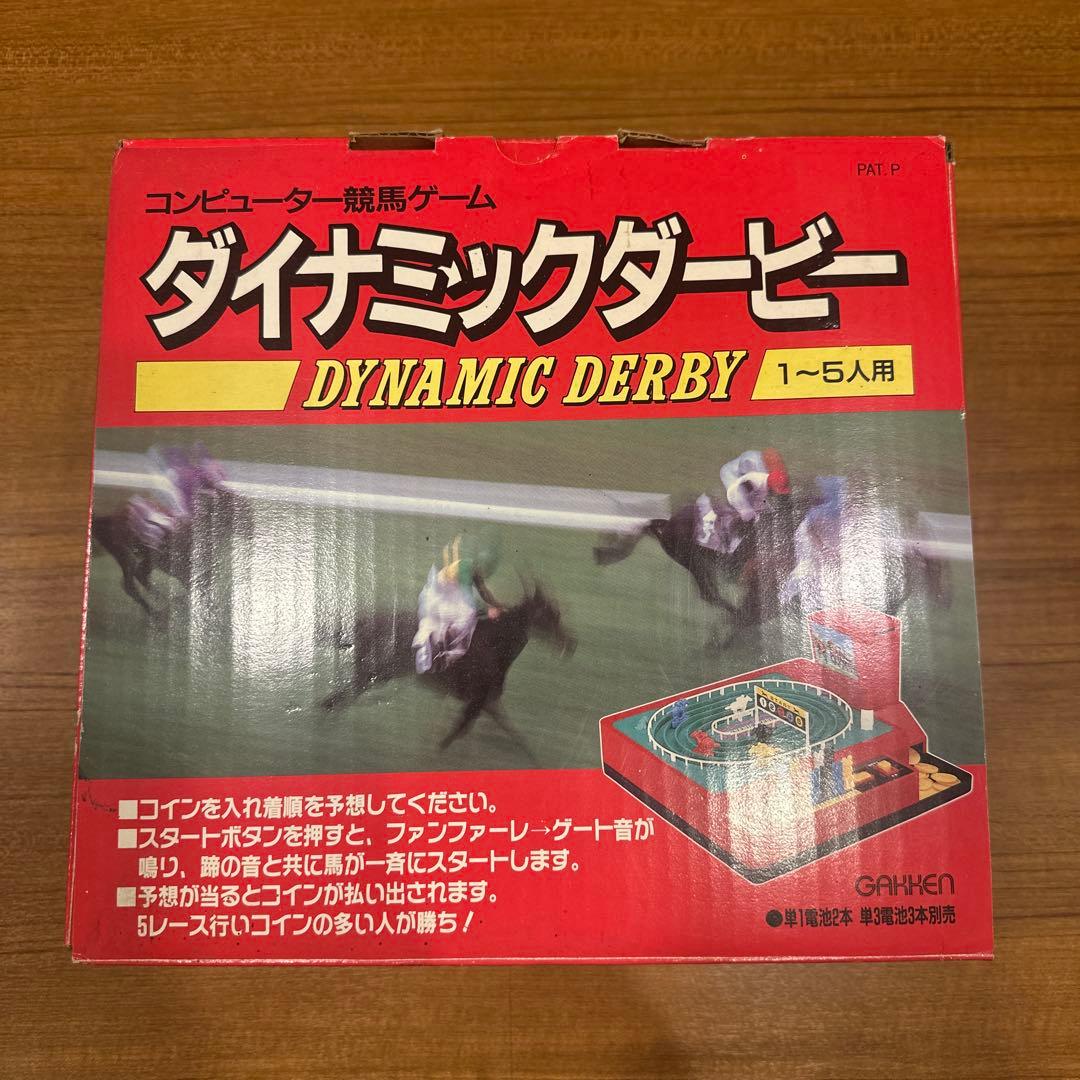 PAT. P
コンピューター競馬ゲーム
ダイナミックダービー
DYNAMIC DERBY
1〜5人用
■コインを入れ着順を予想してください。
■スタートボタンを押すと、ファンファーレ→ゲート音が
鳴り、蹄の音と共に馬が一斉にスタートします。
■予想が当るとコインが払い出されます。
5レース行いコインの多い人が勝ち!
GAKKEN
●単1電池2本 単3電池3本別売